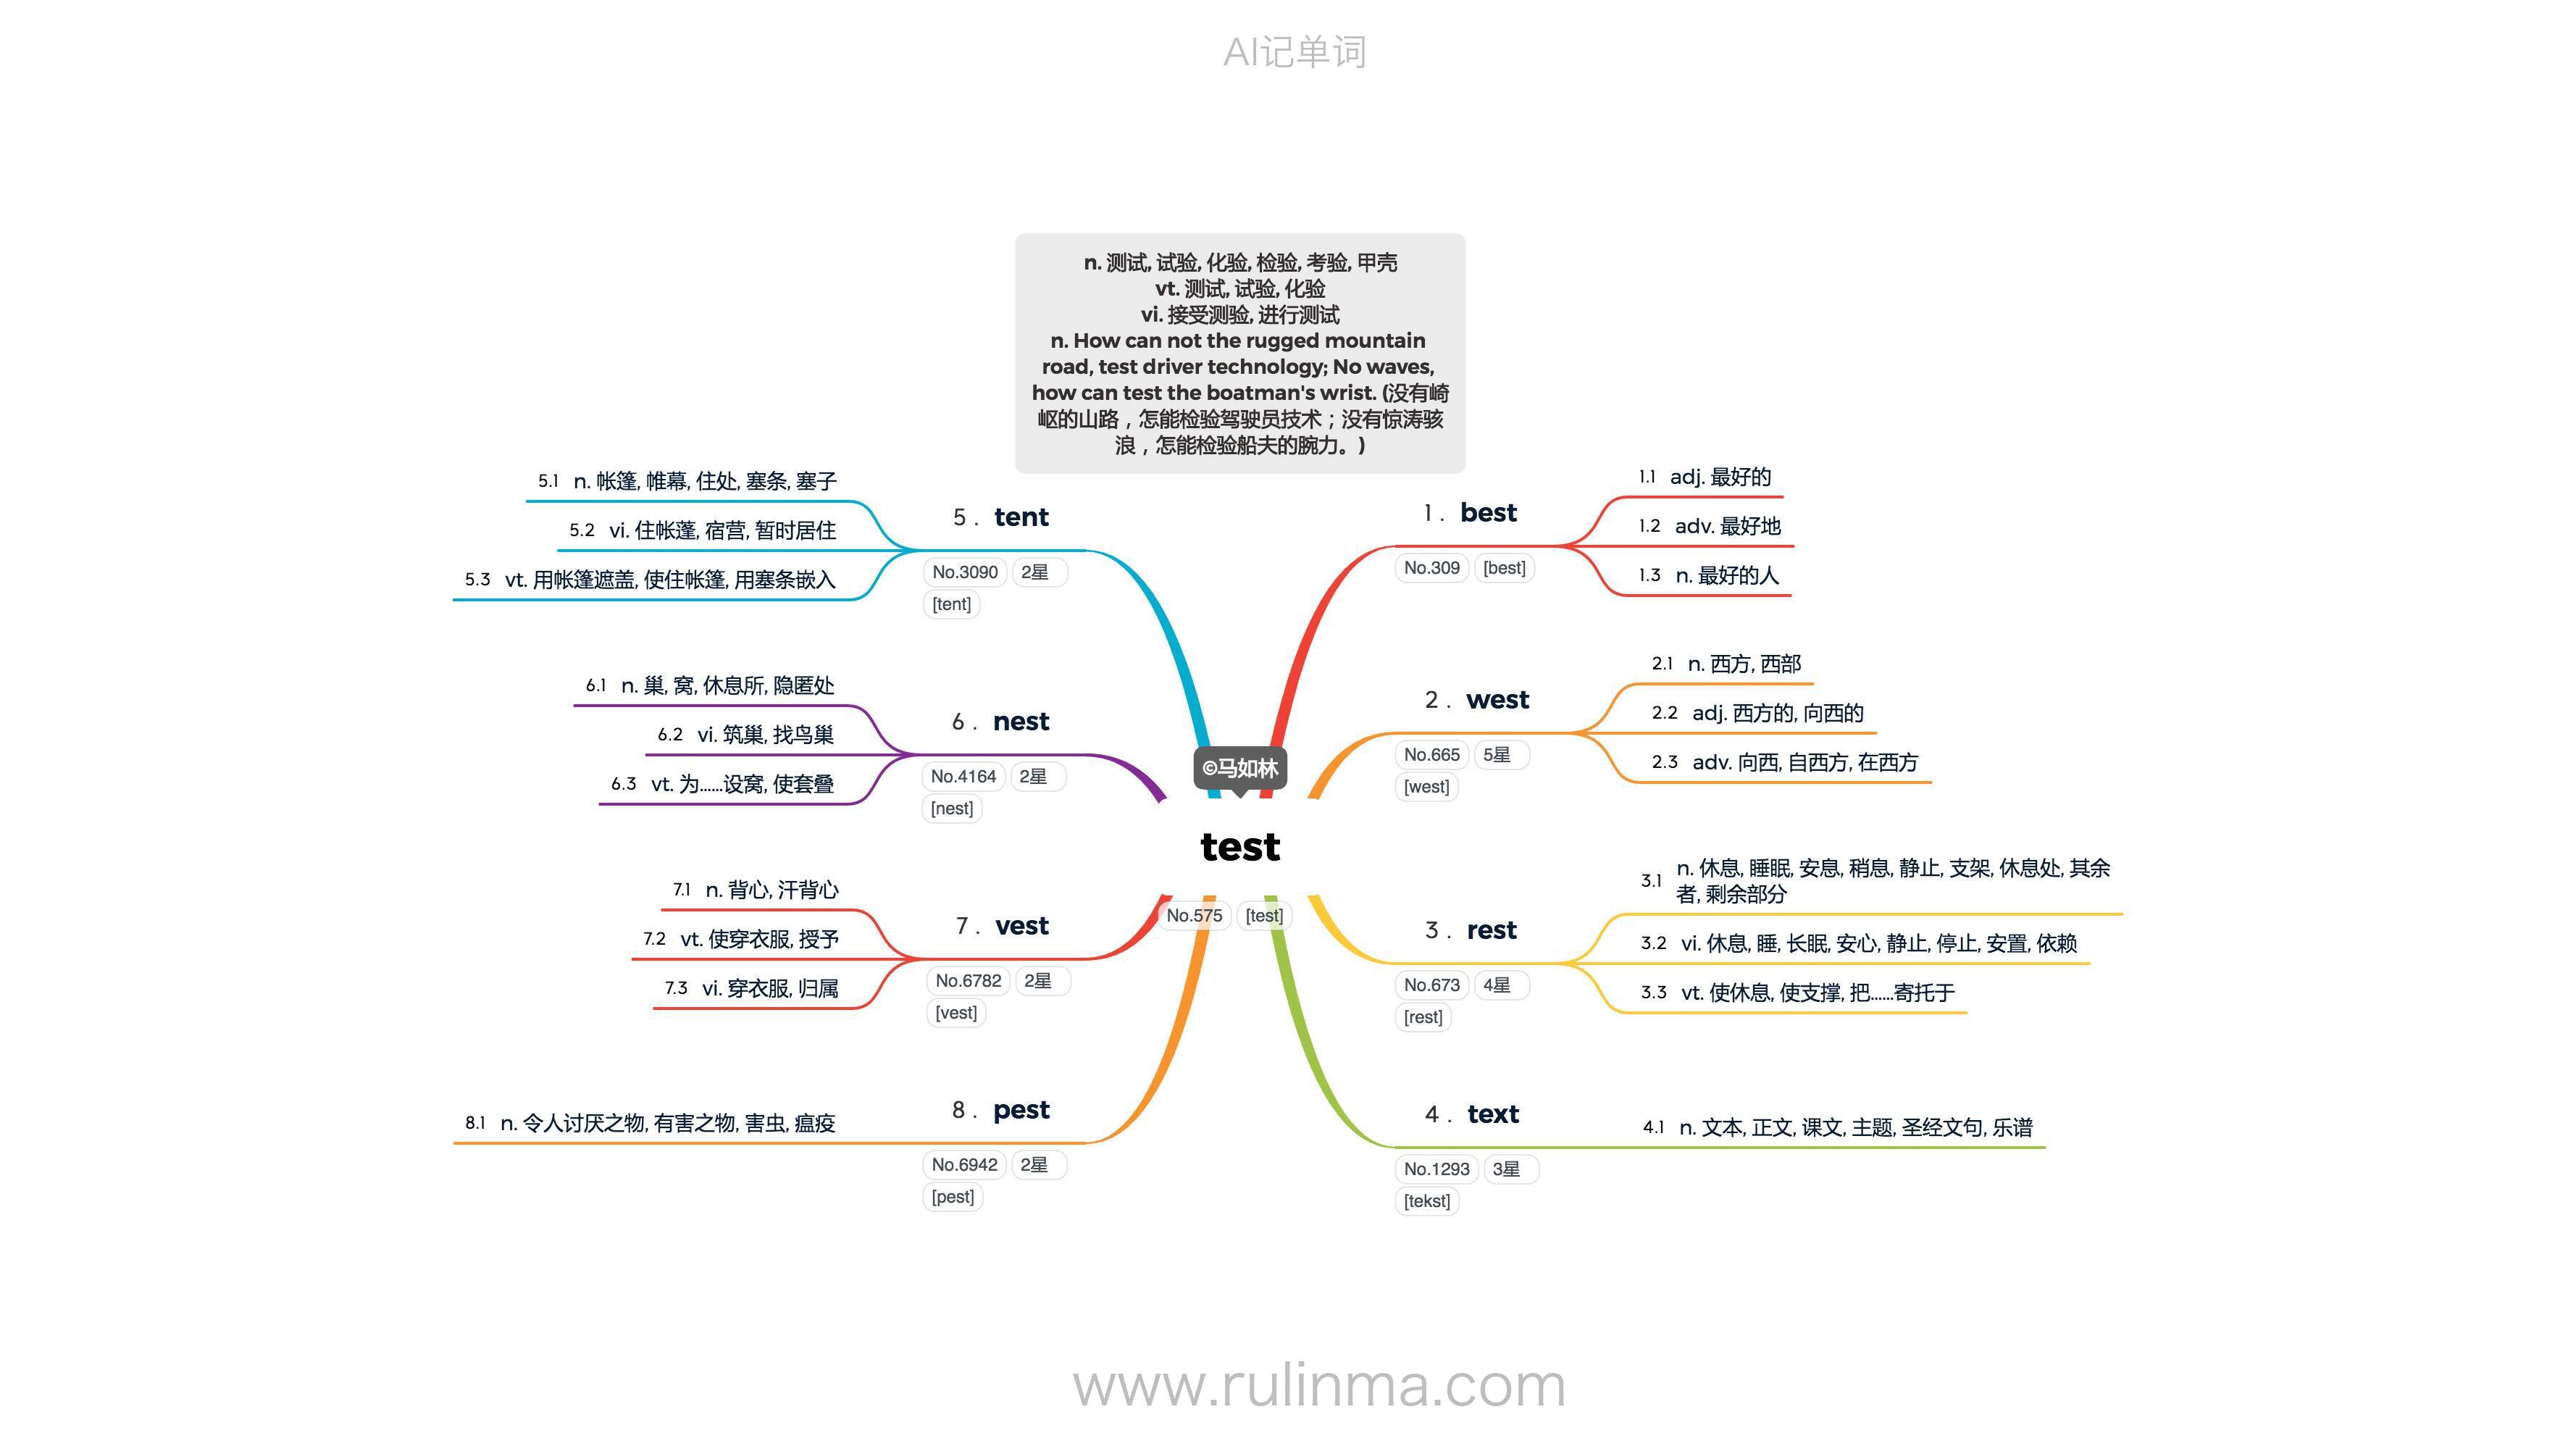 AI记单词
n. 测试, 试验, 化验, 检验, 考验, 甲壳
vt. 测试, 试验, 化验
vi. 接受测验, 进行测试
n. How can not the rugged mountain
road, test driver technology; No waves,
how can test the boatman's wrist. (没有崎
岖的山路，怎能检验驾驶员技术；没有惊涛骇
浪，怎能检验船夫的腕力。)
©马如林
test
No.575 [test]
1 . best
No.309 [best]
1.1 adj. 最好的
1.2 adv. 最好地
1.3 n. 最好的人
2 . west
No.665 5星
[west]
2.1 n. 西方, 西部
2.2 adj. 西方的, 向西的
2.3 adv. 向西, 自西方, 在西方
3 . rest
No.673 4星
[rest]
3.1 n. 休息, 睡眠, 安息, 稍息, 静止, 支架, 休息处, 其余
者, 剩余部分
3.2 vi. 休息, 睡, 长眠, 安心, 静止, 停止, 安置, 依赖
3.3 vt. 使休息, 使支撑, 把……寄托于
4 . text
No.1293 3星
[tekst]
4.1 n. 文本, 正文, 课文, 主题, 圣经文句, 乐谱
5 . tent
No.3090 2星
[tent]
5.1 n. 帐篷, 帷幕, 住处, 塞条, 塞子
5.2 vi. 住帐蓬, 宿营, 暂时居住
5.3 vt. 用帐篷遮盖, 使住帐篷, 用塞条嵌入
6 . nest
No.4164 2星
[nest]
6.1 n. 巢, 窝, 休息所, 隐匿处
6.2 vi. 筑巢, 找鸟巢
6.3 vt. 为……设窝, 使套叠
7 . vest
No.6782 2星
[vest]
7.1 n. 背心, 汗背心
7.2 vt. 使穿衣服, 授予
7.3 vi. 穿衣服, 归属
8 . pest
No.6942 2星
[pest]
8.1 n. 令人讨厌之物, 有害之物, 害虫, 瘟疫
www.rulinma.com